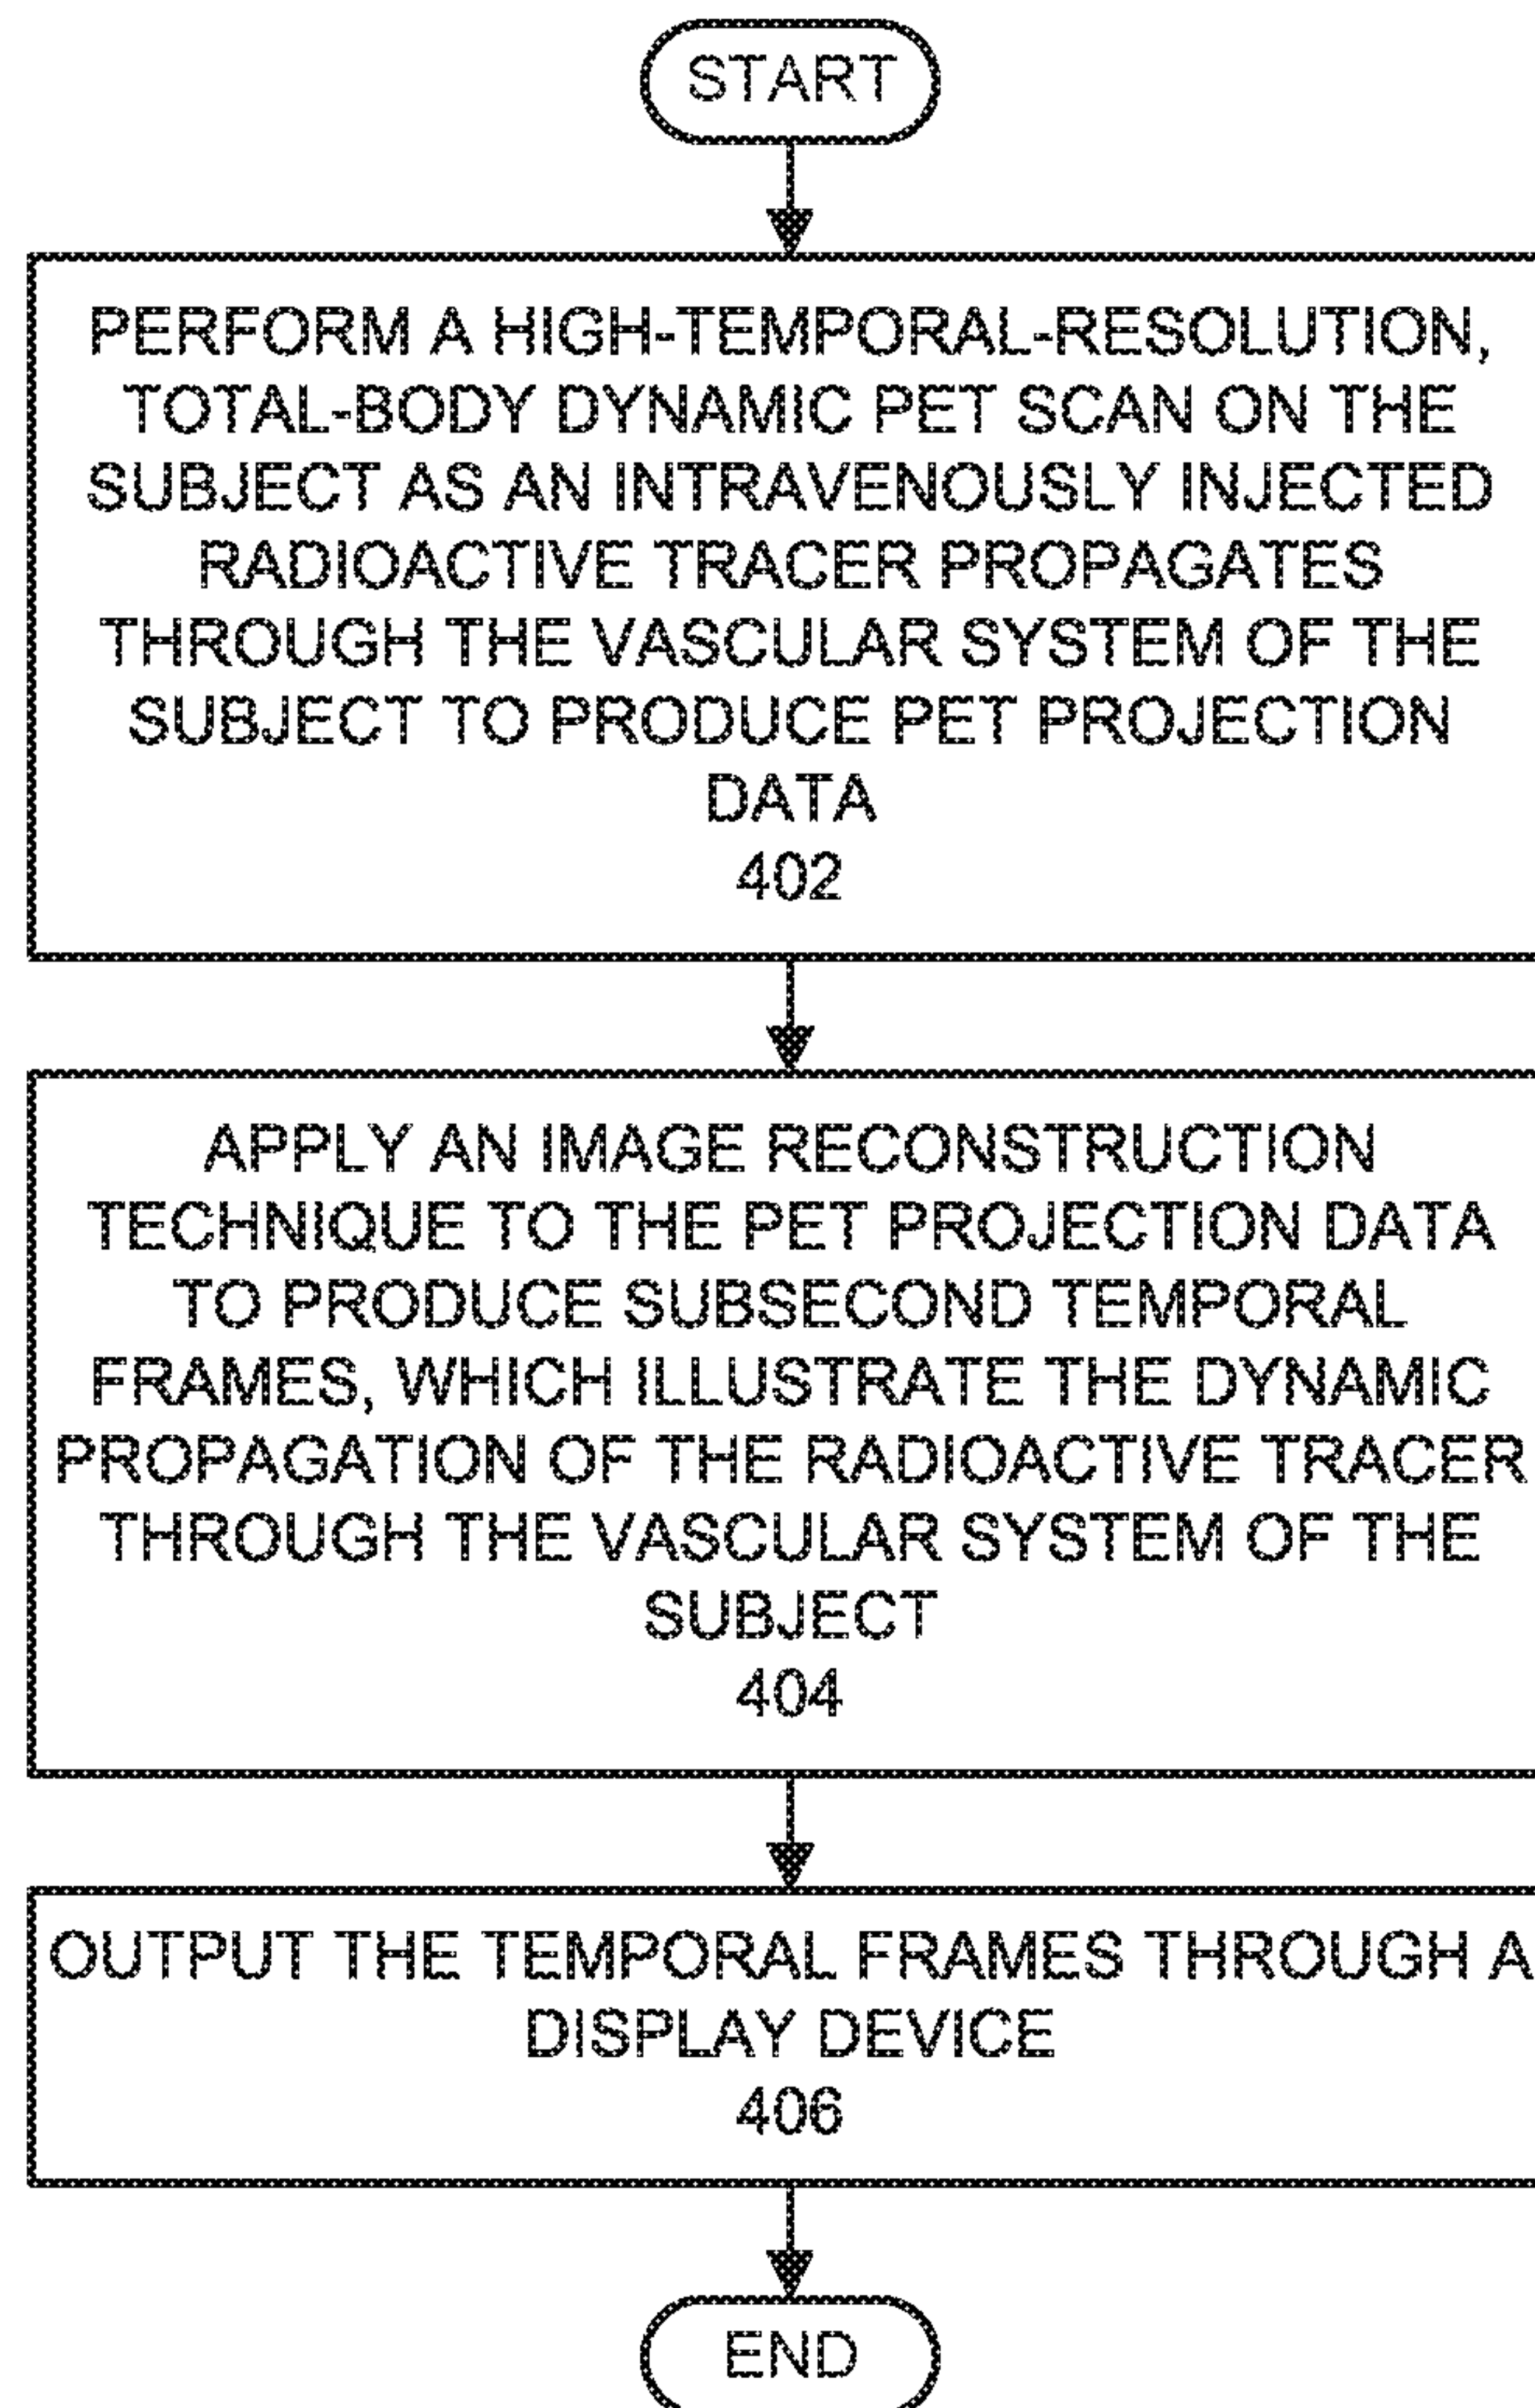 START
PERFORM A HIGH-TEMPORAL-RESOLUTION,
TOTAL-BODY DYNAMIC PET SCAN ON THE
SUBJECT AS AN INTRAVENOUSLY INJECTED
RADIOACTIVE TRACER PROPAGATES
THROUGH THE VASCULAR SYSTEM OF THE
SUBJECT TO PRODUCE PET PROJECTION
DATA
402
APPLY AN IMAGE RECONSTRUCTION
TECHNIQUE TO THE PET PROJECTION DATA
TO PRODUCE SUBSECOND TEMPORAL
FRAMES, WHICH ILLUSTRATE THE DYNAMIC
PROPAGATION OF THE RADIOACTIVE TRACER
THROUGH THE VASCULAR SYSTEM OF THE
SUBJECT
404
OUTPUT THE TEMPORAL FRAMES THROUGH A
DISPLAY DEVICE
406
END